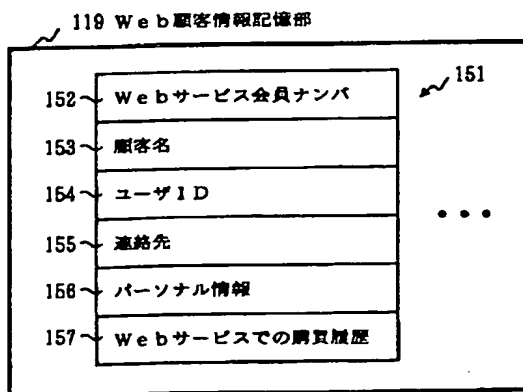 119 Web顧客情報記憶部
151
152 Webサービス会員ナンバ
153 顧客名
154 ユーザID
155 連絡先
156 パーソナル情報
157 Webサービスでの購買履歴